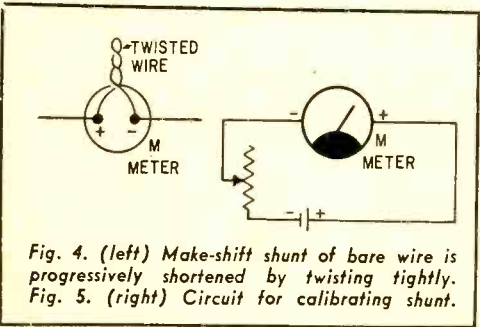 TWISTED
WIRE
+ -
M
METER
- +
M
METER
- +
Fig. 4. (left) Make-shift shunt of bare wire is
progressively shortened by twisting tightly.
Fig. 5. (right) Circuit for calibrating shunt.